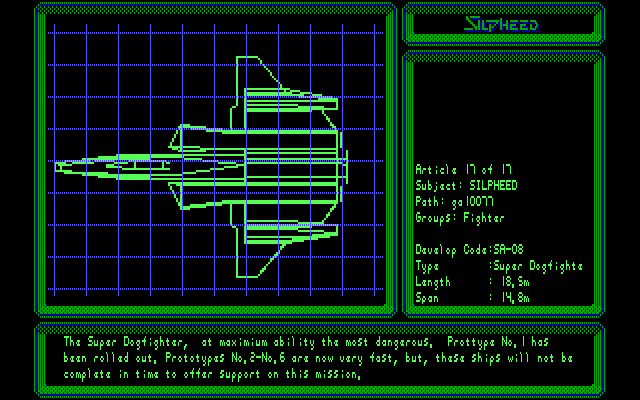 SILPHEED
Article 17 of 17
Subject: SILPHEED
Path: ga10077
Groups: Fighter
Develop Code:SA-08
Type :Super Dogfighte
Length : 18,5m
Span : 14,8m
The Super Dogfighter, at maximium ability the most dangerous. Prottype No.1 has
been rolled out. Prototypes No.2-No.6 are now very fast, but, these ships will not be
complete in time to offer support on this mission.